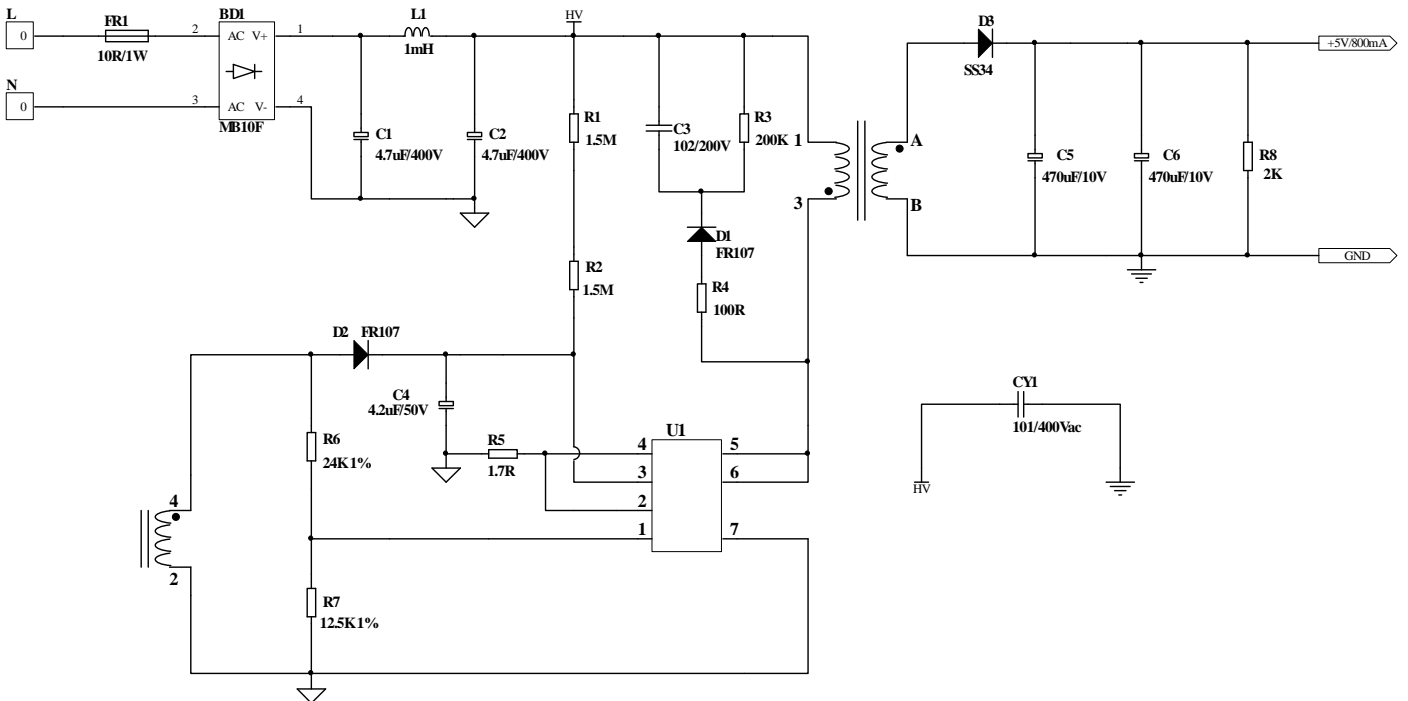 L
FR1
BD1
L1
HV
D3
0
2
AC V+
1
10R/1W
1mH
SS34
+5V/800mA
N
0
3
AC V-
4
MB10F
C1
4.7uF/400V
C2
4.7uF/400V
R1
1.5M
C3
102/200V
R3
200K
1
3
A
B
C5
470uF/10V
C6
470uF/10V
R8
2K
GND
D1
FR107
R2
1.5M
R4
100R
D2 FR107
C4
4.2uF/50V
CY1
101/400Vac
HV
R6
24K1%
R5
1.7R
U1
4
5
3
6
2
1
7
4
2
R7
12.5K1%